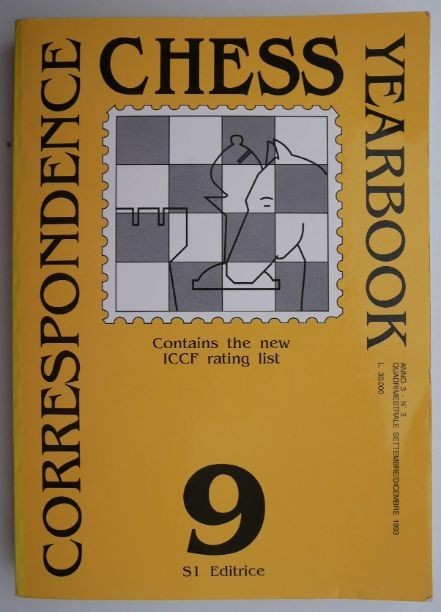 CORRESPONDENCE
CHESS
YEARBOOK
Contains the new
ICCF rating list
ANNO 3 - N° 3
QUADRIMESTRALE SETTEMBRE/DICEMBRE 1993
L. 30.000
9
S1 Editrice